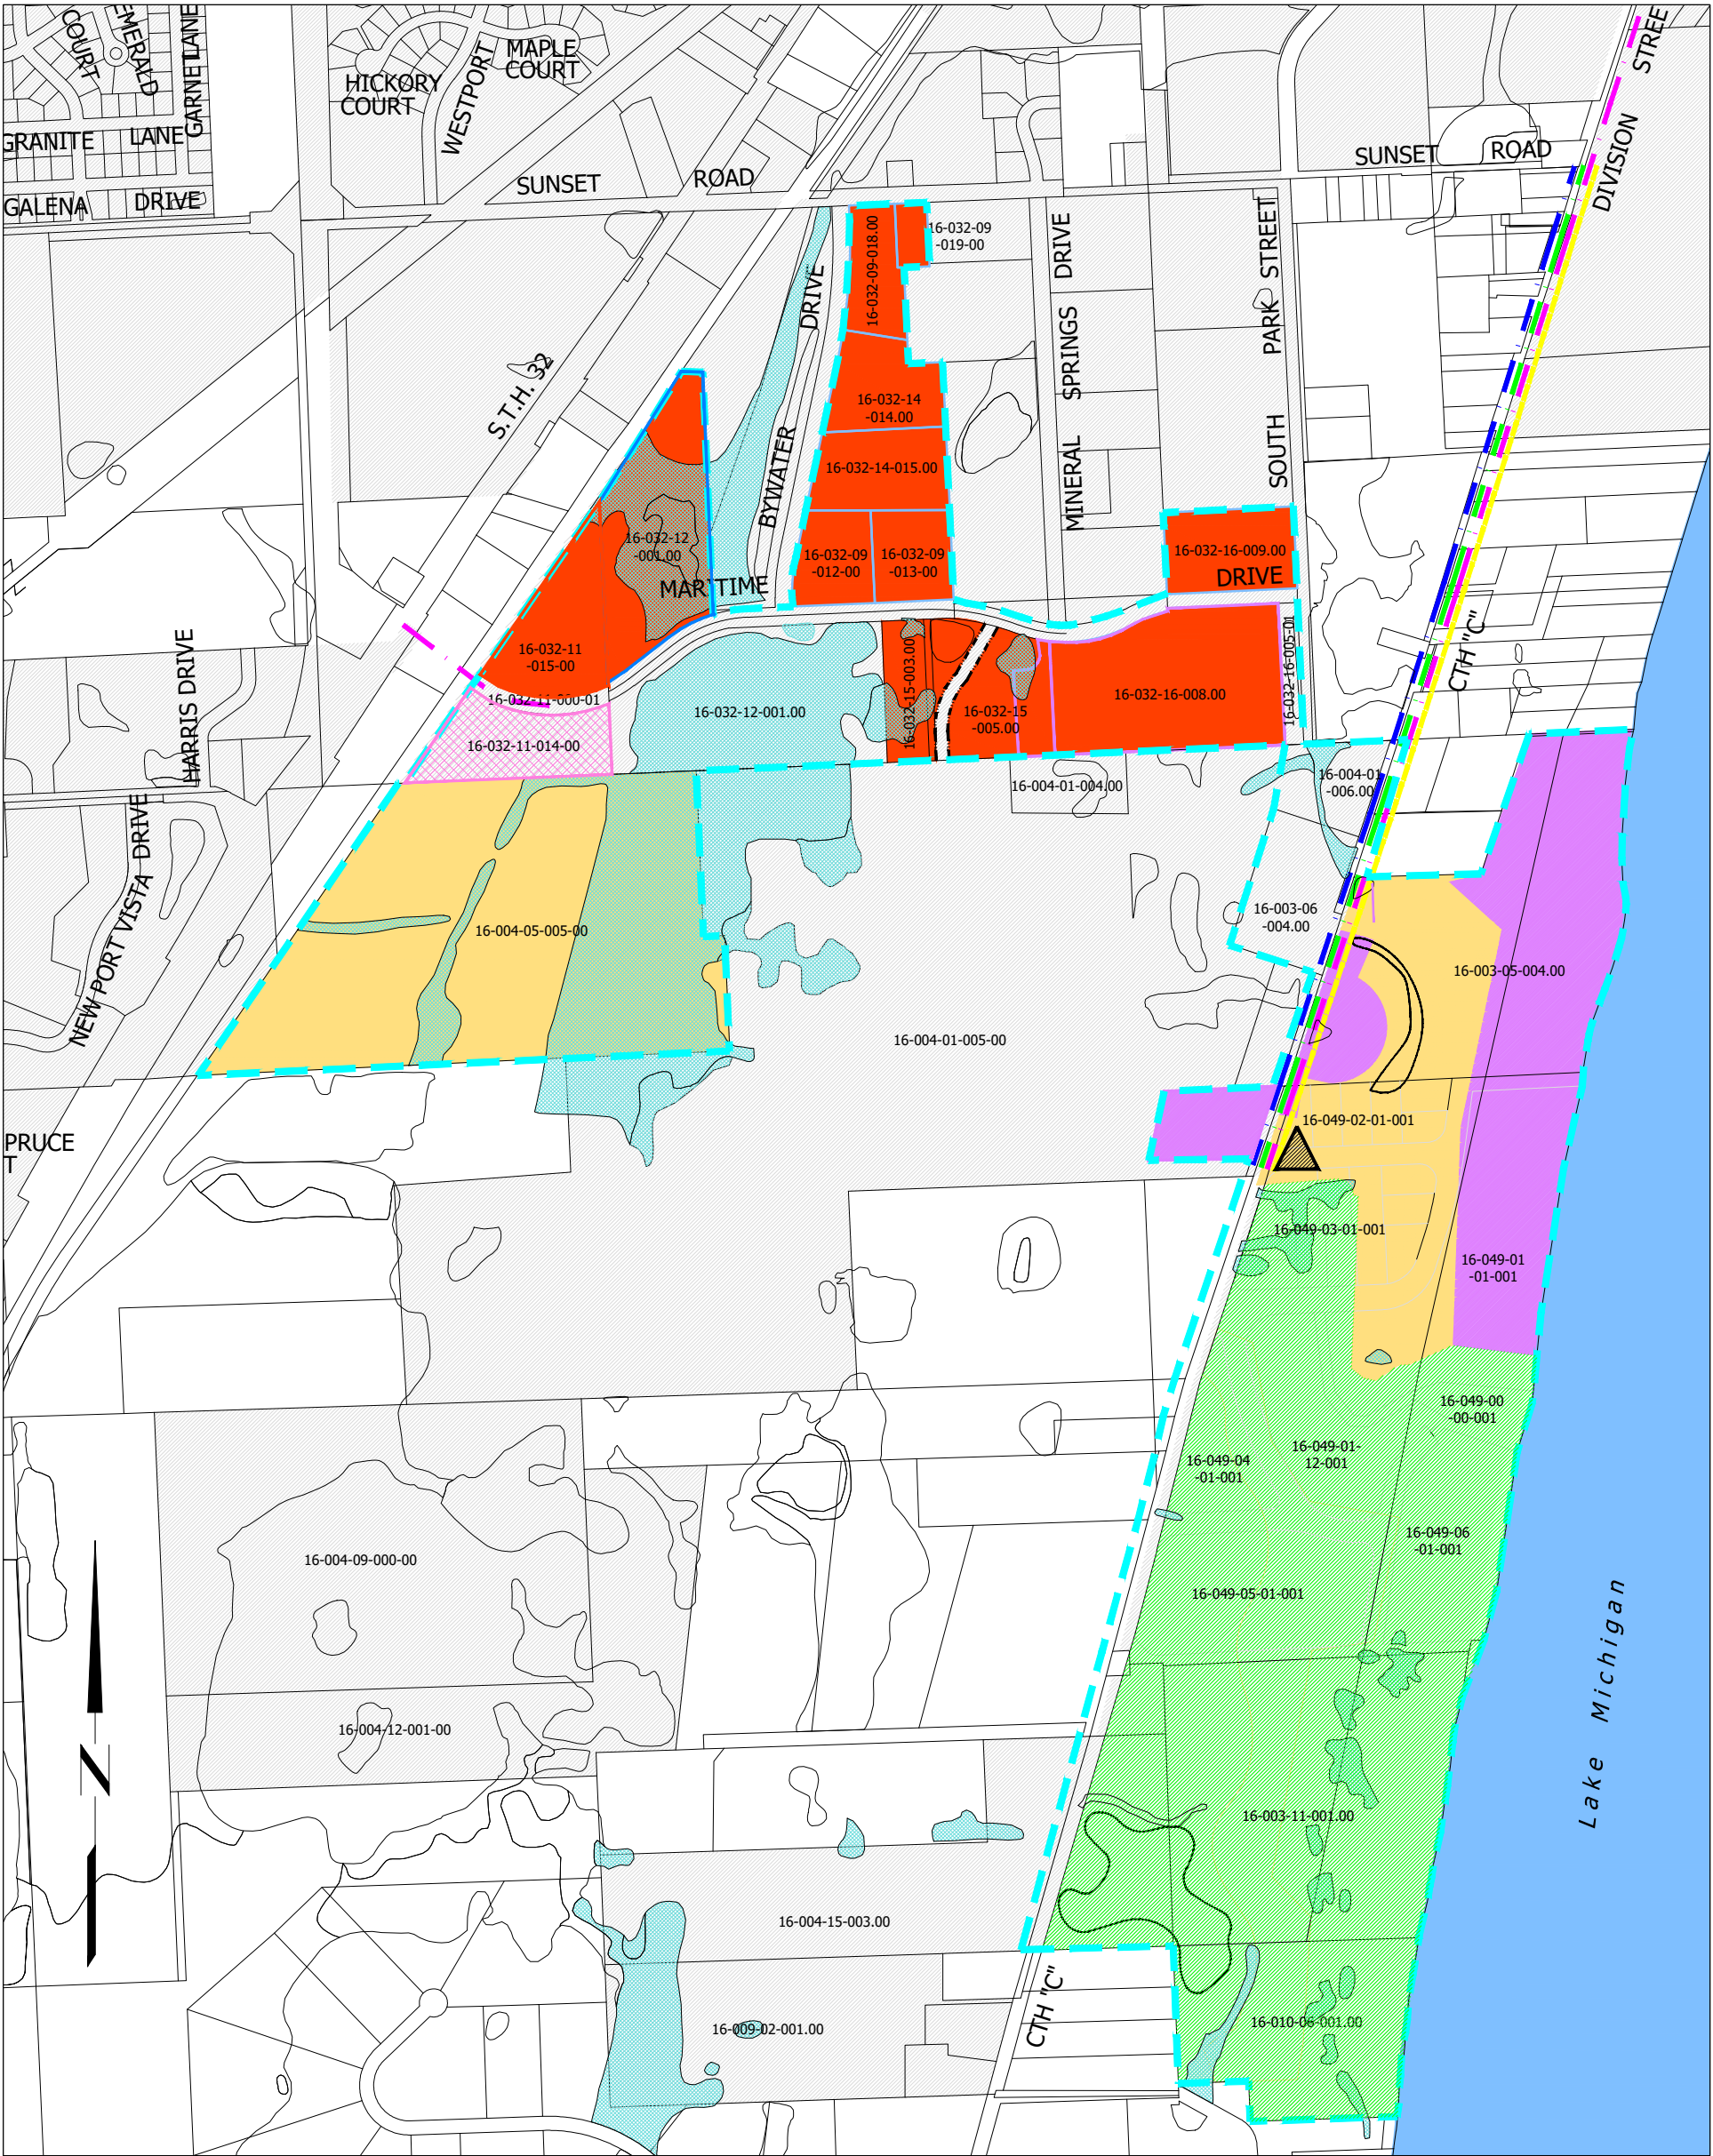 COURT
EMERALD
GARNET LANE
GRANITE LANE
GALENA DRIVE
HICKORY
COURT
WESTPORT
MAPLE
COURT
SUNSET ROAD
SUNSET ROAD
DIVISION STREE
S.T.H. 32
BYWATER DRIVE
MINERAL SPRINGS DRIVE
SOUTH PARK STREET
16-032-09-018.00
16-032-09
-019-00
16-032-14
-014.00
16-032-14-015.00
16-032-09
-012-00
16-032-09
-013-00
16-032-16-009.00
16-032-12
-001.00
MARITIME DRIVE
CTH "C"
HARRIS DRIVE
16-032-11
-015-00
16-032-11-000-01
16-032-11-014-00
16-032-12-001.00
16-032-15-003.00
16-032-15
-005.00
16-032-16-008.00
16-032-16-005-01
16-004-01-004.00
16-004-01
-006.00
NEW PORT VISTA DRIVE
16-004-05-005-00
16-003-06
-004.00
16-003-05-004.00
16-004-01-005-00
16-049-02-01-001
PRUCE
T
16-049-03-01-001
16-049-01
-01-001
16-049-00
-00-001
16-049-01-
12-001
16-049-04
-01-001
16-049-06
-01-001
16-004-09-000-00
16-049-05-01-001
Lake Michigan
16-004-12-001-00
N
16-003-11-001.00
16-004-15-003.00
CTH "C"
16-009-02-001.00
16-010-06-001.00